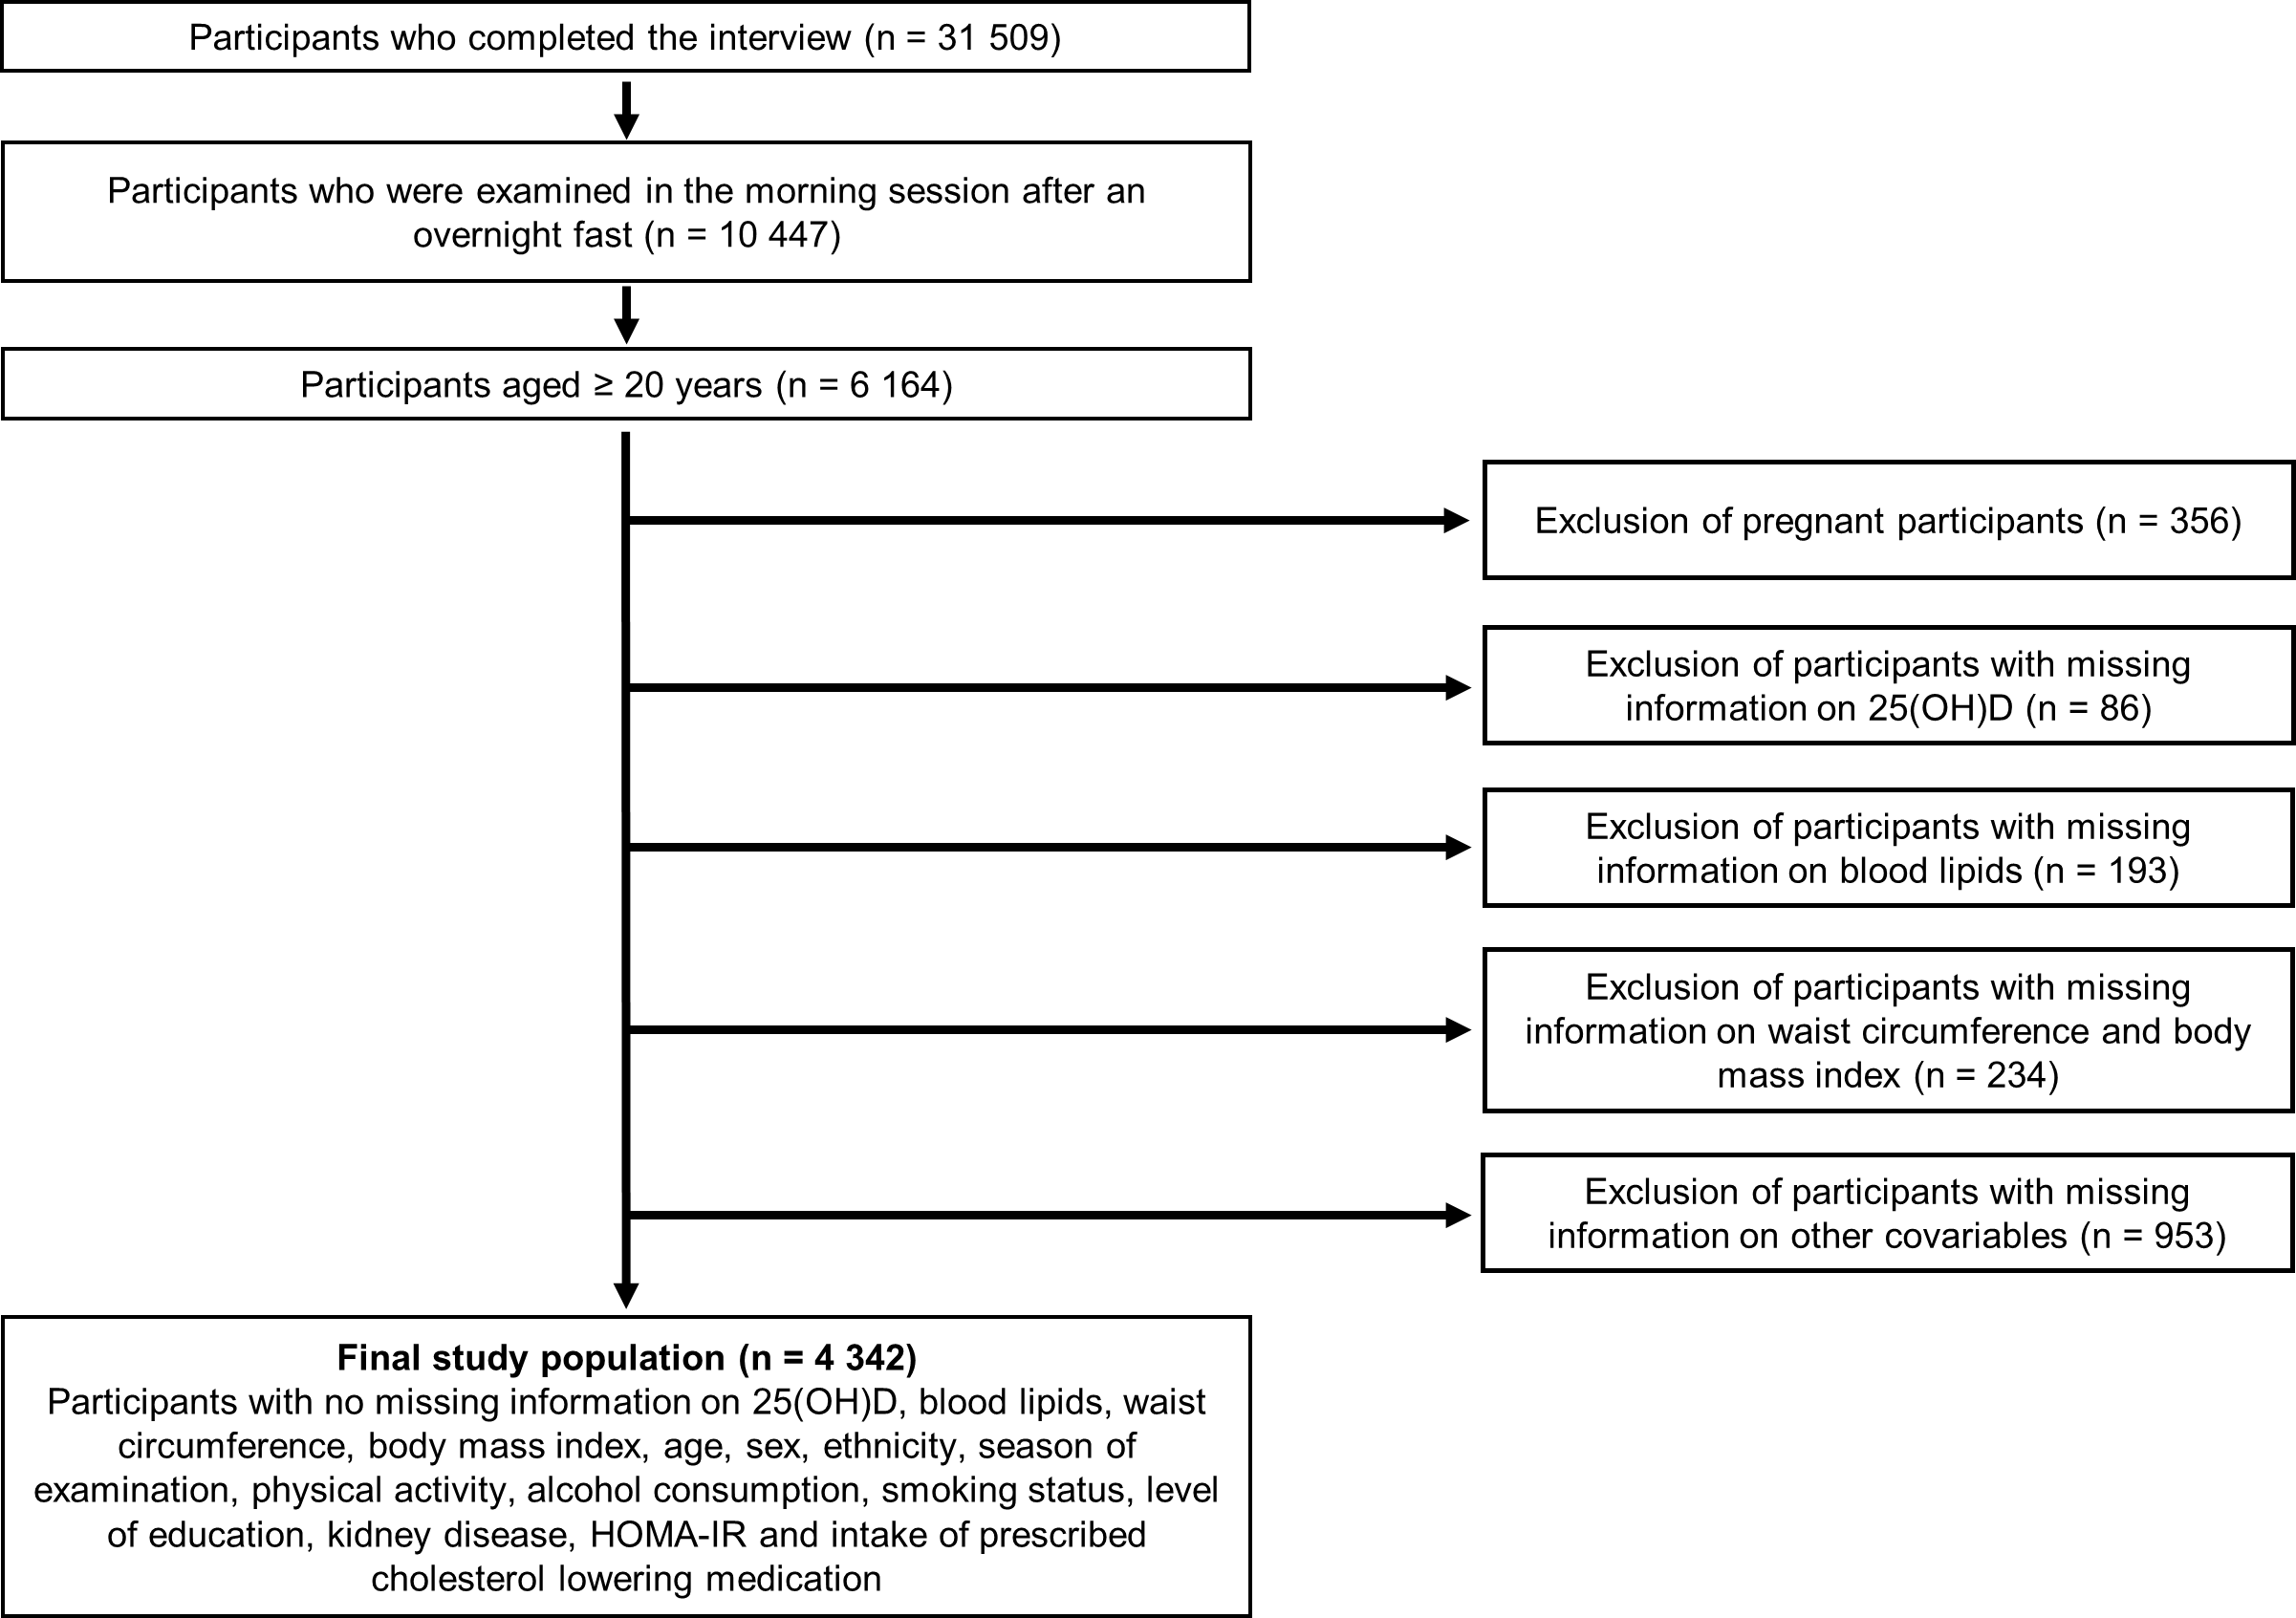 Participants who completed the interview (n = 31 509)
Participants who were examined in the morning session after an
overnight fast (n = 10 447)
Participants aged ≥ 20 years (n = 6 164)
Exclusion of pregnant participants (n = 356)
Exclusion of participants with missing
information on 25(OH)D (n = 86)
Exclusion of participants with missing
information on blood lipids (n = 193)
Exclusion of participants with missing
information on waist circumference and body
mass index (n = 234)
Exclusion of participants with missing
information on other covariables (n = 953)
Final study population (n = 4 342)
Participants with no missing information on 25(OH)D, blood lipids, waist
circumference, body mass index, age, sex, ethnicity, season of
examination, physical activity, alcohol consumption, smoking status, level
of education, kidney disease, HOMA-IR and intake of prescribed
cholesterol lowering medication